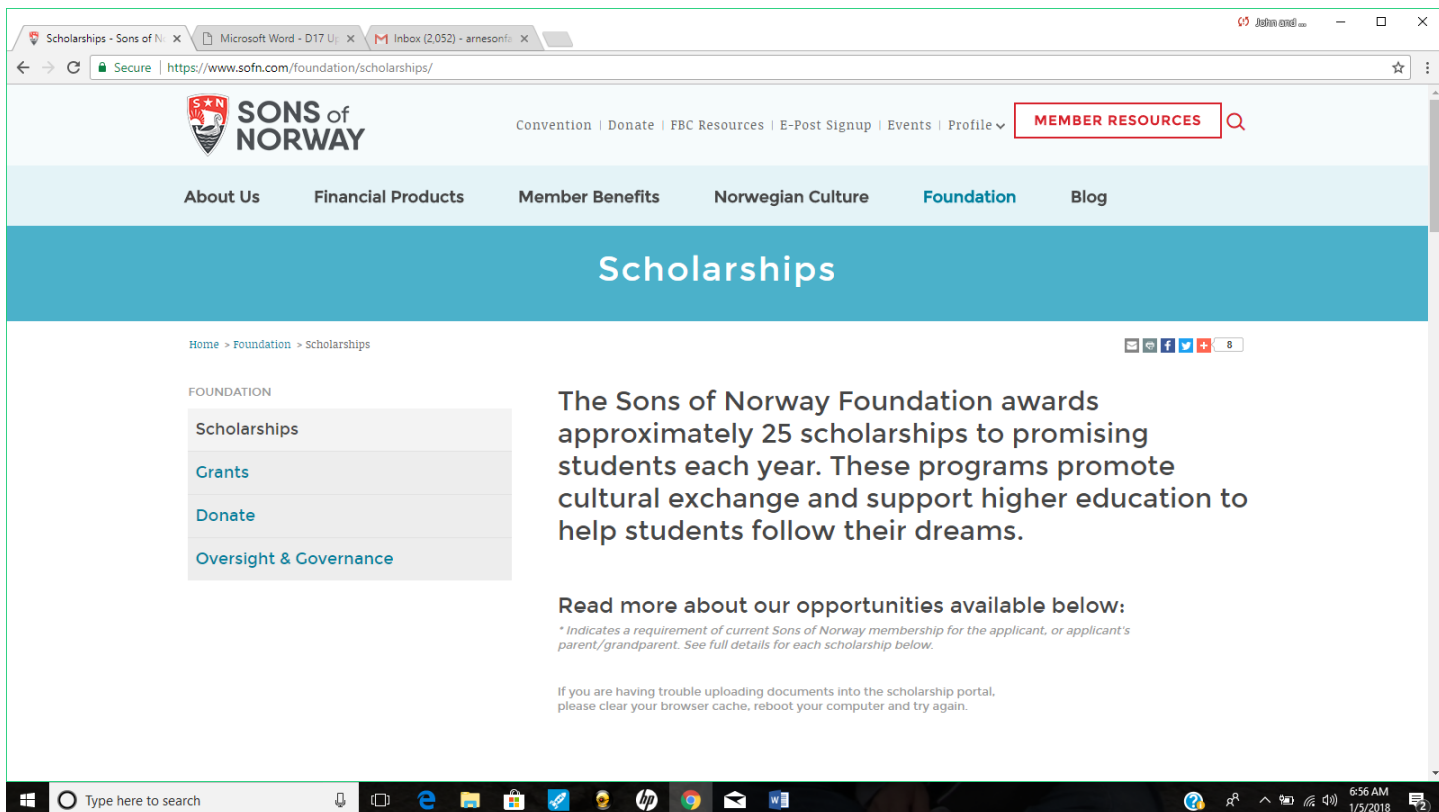 Scholarships - Sons of N
Microsoft Word - D17 Up
Inbox (2,052) - arnesonfa
John and ...
Secure | https://www.sofn.com/foundation/scholarships/
S★N
SONS of
NORWAY
Convention | Donate | FBC Resources | E-Post Signup | Events | Profile
MEMBER RESOURCES
About Us Financial Products Member Benefits Norwegian Culture Foundation Blog
Scholarships
Home > Foundation > Scholarships
8
FOUNDATION
Scholarships
Grants
Donate
Oversight & Governance
The Sons of Norway Foundation awards
approximately 25 scholarships to promising
students each year. These programs promote
cultural exchange and support higher education to
help students follow their dreams.
Read more about our opportunities available below:
* Indicates a requirement of current Sons of Norway membership for the applicant, or applicant's
parent/grandparent. See full details for each scholarship below.
If you are having trouble uploading documents into the scholarship portal,
please clear your browser cache, reboot your computer and try again.
Type here to search
6:56 AM
1/5/2018
2